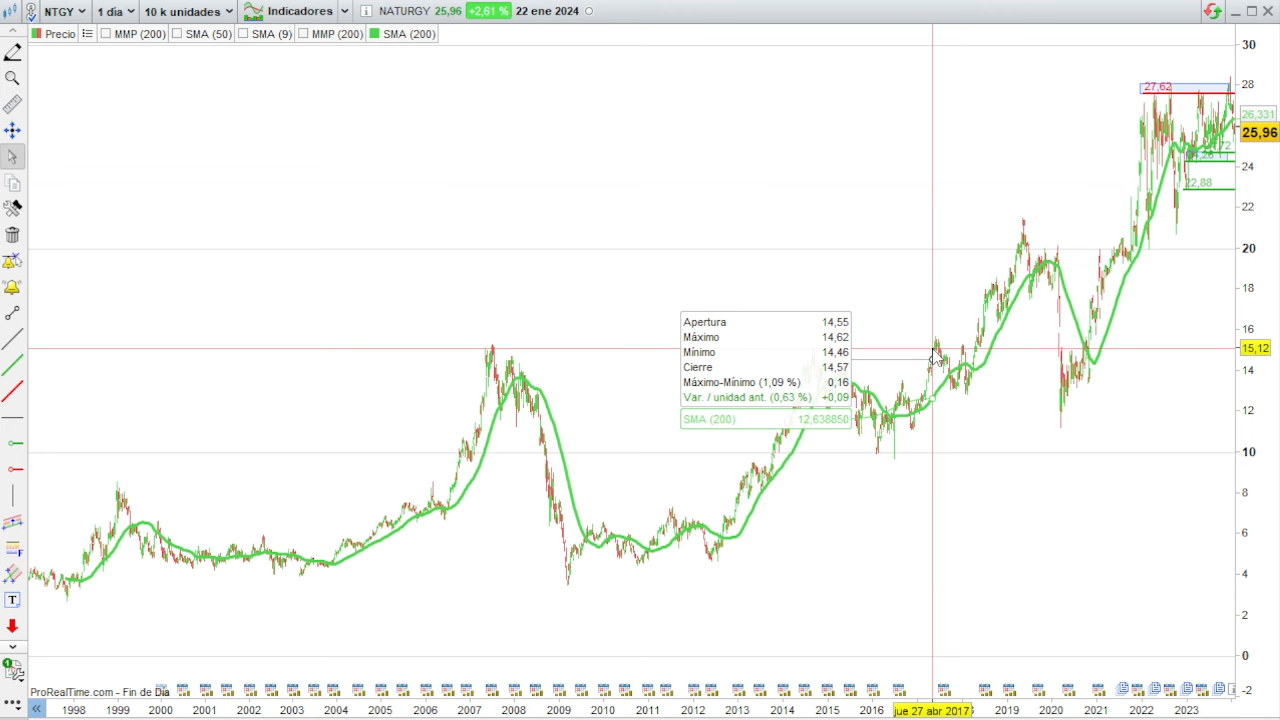 NTGY 1 día 10 k unidades Indicadores NATURGY 25,96 +2,61 % 22 ene 2024
Precio MMP (200) SMA (50) SMA (9) MMP (200) SMA (200)
30
28
27,62
26,331
25,96
24
22,88
22
20
18
16
15,12
14
12
10
8
6
4
2
0
-2
Apertura 14,55
Máximo 14,62
Mínimo 14,46
Cierre 14,57
Máximo-Mínimo (1,09 %) 0,16
Var. / unidad ant. (0,63 %) +0,09
SMA (200) 12,638850
F
T
1
ProRealTime.com - Fin de Día
1998 1999 2000 2001 2002 2003 2004 2005 2006 2007 2008 2009 2010 2011 2012 2013 2014 2015 2016 jue 27 abr 2017 2019 2020 2021 2022 2023